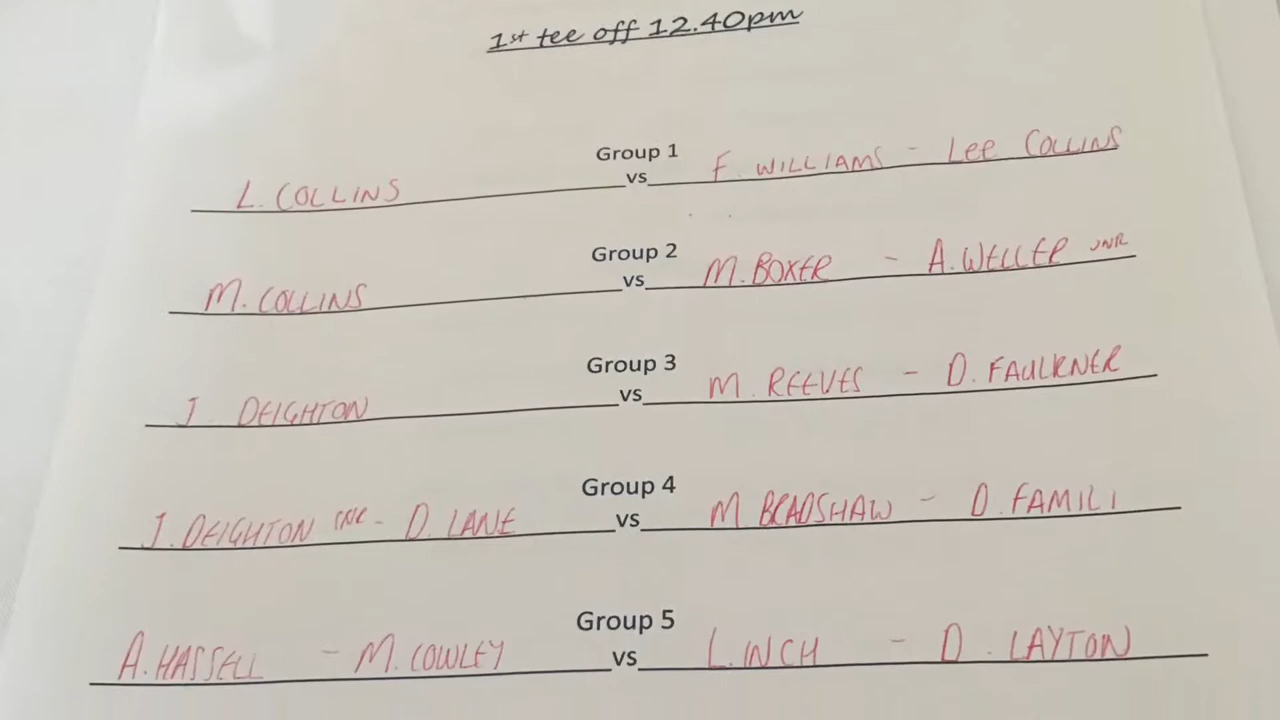 1st tee off 12.40pm
Group 1
L. COLLINS vs F. WILLIAMS - Lee COLLINS
Group 2
M. COLLINS vs M. BOXER - A. WELLER JNR
Group 3
J. DEIGHTON vs M. REEVES - D. FAULKNER
Group 4
J. DEIGHTON - D. LANE vs M. BRADSHAW - D. FAMILI
Group 5
A. HASSELL - M. COWLEY vs L. INCH - D. LAYTON